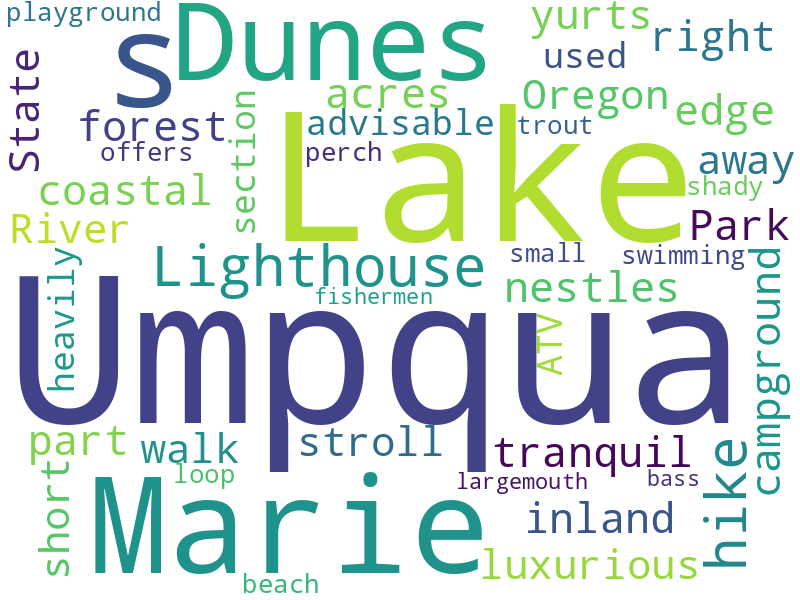 playground
s
Dunes
yurts
right
used
State
forest
offers
section
acres
advisable
perch
trout
Oregon
edge
away
shady
coastal
River
Lake
Park
Lighthouse
small
swimming
fishermen
nestles
heavily
Umpqua
ATV
campground
part
walk
loop
stroll
tranquil
largemouth
bass
short
Marie
inland
hike
luxurious
beach